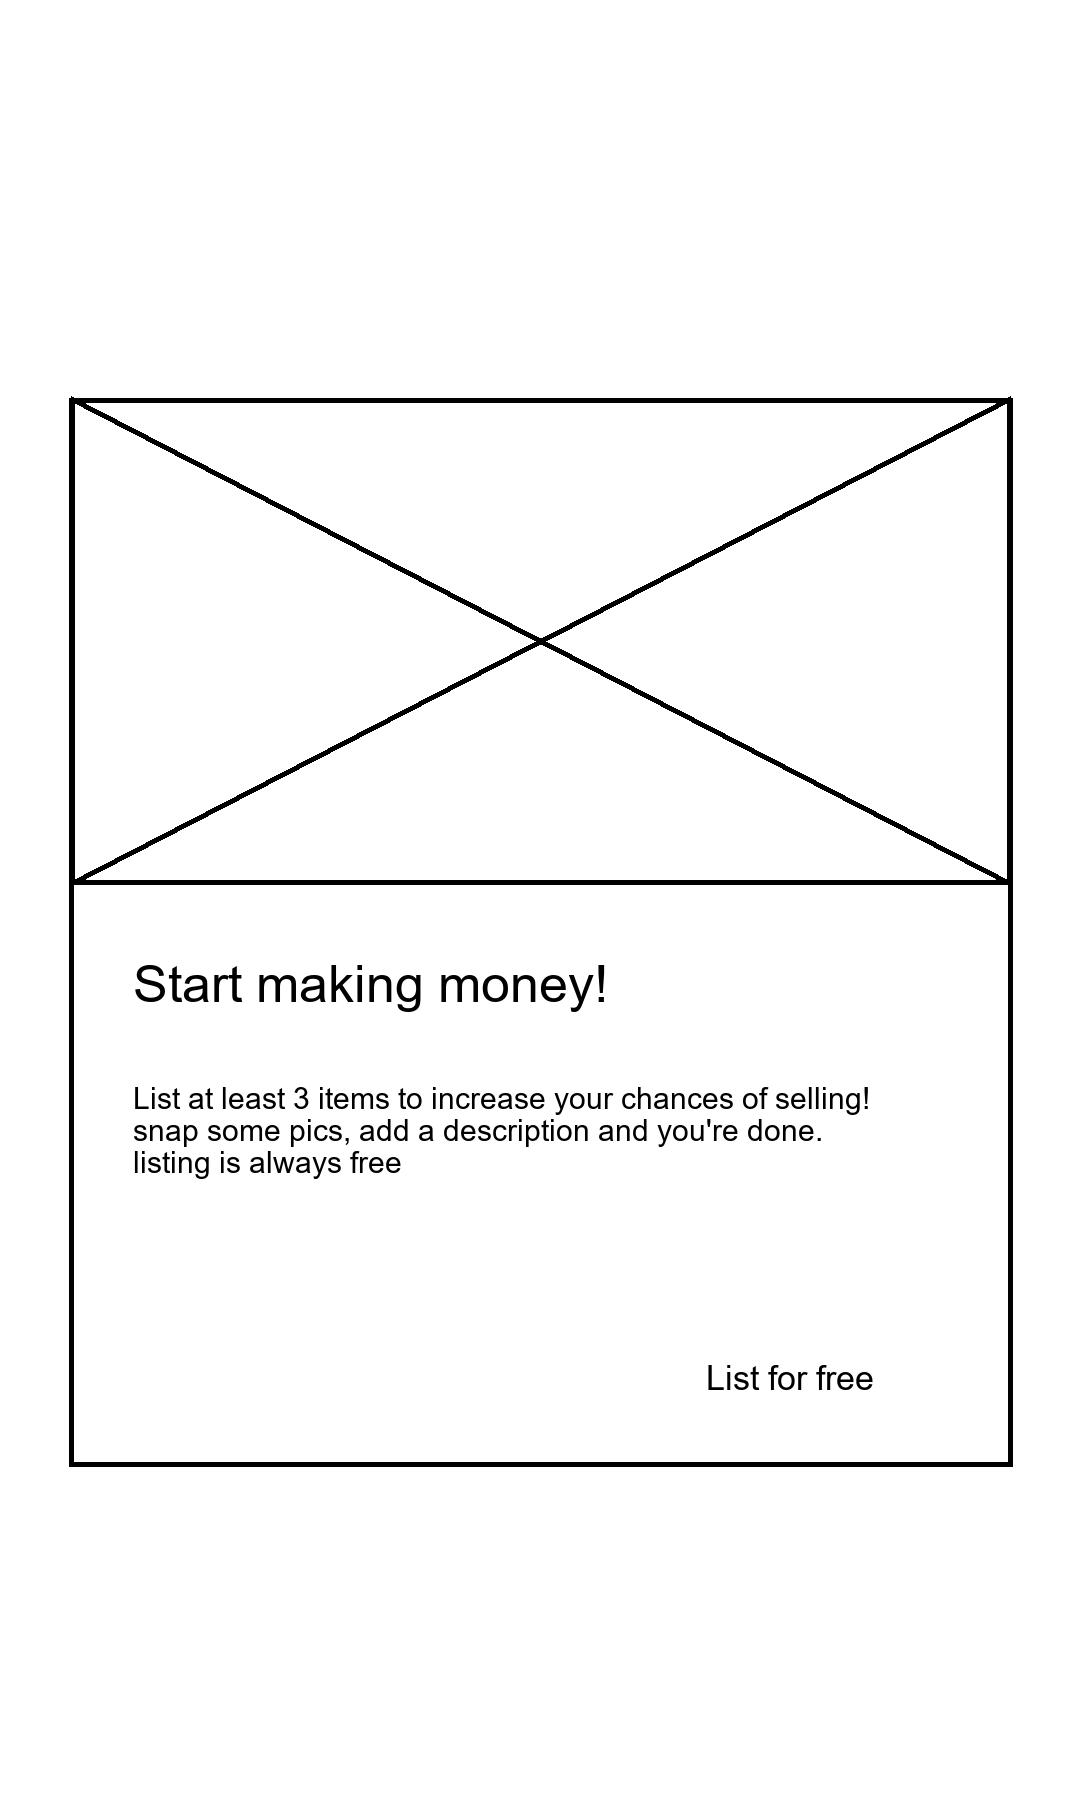 Start making money!
List at least 3 items to increase your chances of selling!
snap some pics, add a description and you're done.
listing is always free
List for free